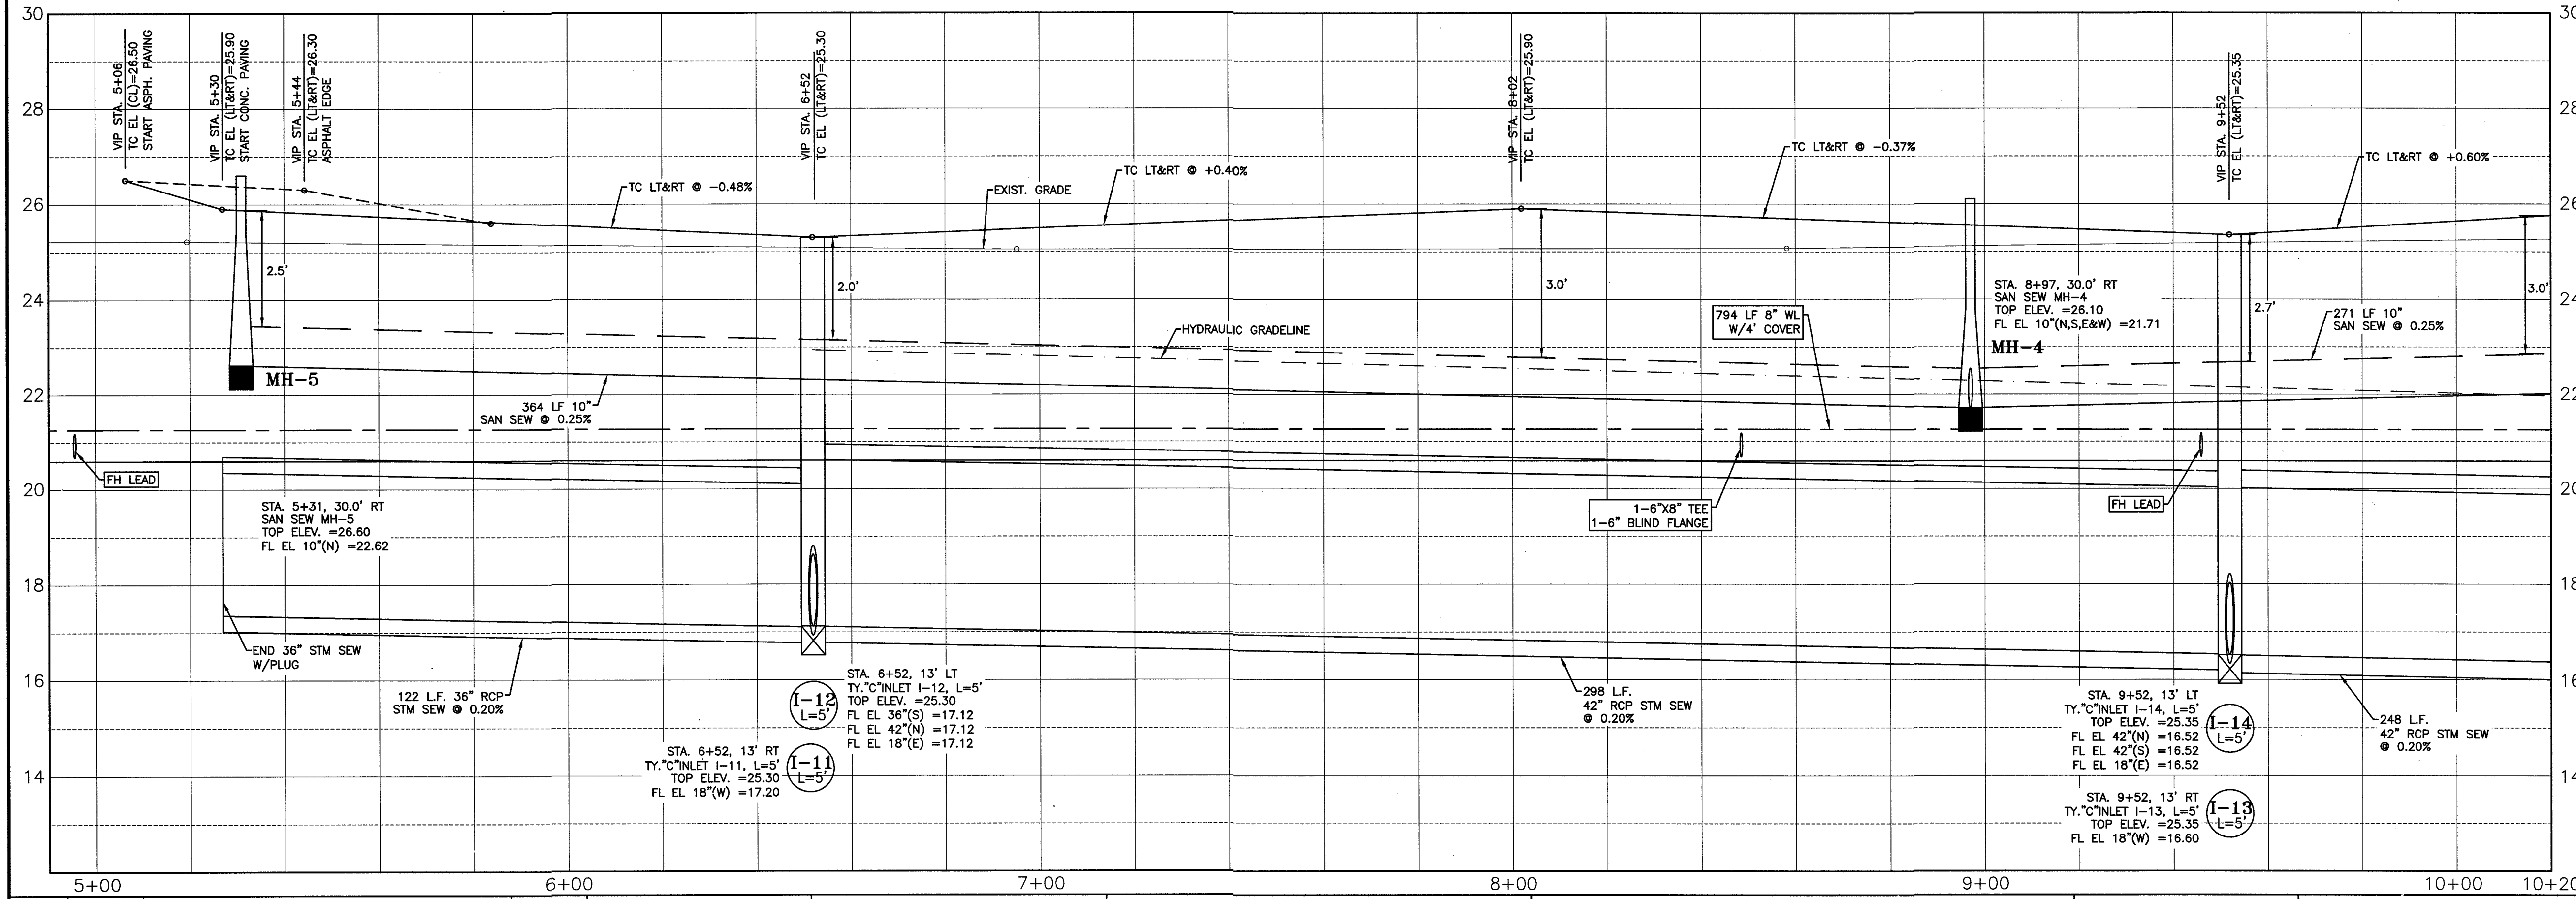 30
28
26
24
22
20
18
16
14
30
28
26
24
22
20
18
16
14
VIP STA. 5+06
TC EL (CL)=26.50
START ASPH. PAVING
VIP STA. 5+30
TC EL (LT&RT)=25.90
START CONC. PAVING
VIP STA. 5+44
TC EL (LT&RT)=26.30
ASPHALT EDGE
VIP STA. 6+52
TC EL (LT&RT)=25.30
VIP STA. 8+02
TC EL (LT&RT)=25.90
VIP STA. 9+52
TC EL (LT&RT)=25.35
TC LT&RT @ -0.48%
EXIST. GRADE
TC LT&RT @ +0.40%
TC LT&RT @ -0.37%
TC LT&RT @ +0.60%
2.5'
2.0'
3.0'
2.7'
3.0'
HYDRAULIC GRADELINE
794 LF 8" WL
W/4' COVER
STA. 8+97, 30.0' RT
SAN SEW MH-4
TOP ELEV. =26.10
FL EL 10"(N,S,E&W) =21.71
MH-4
271 LF 10"
SAN SEW @ 0.25%
MH-5
364 LF 10"
SAN SEW @ 0.25%
FH LEAD
STA. 5+31, 30.0' RT
SAN SEW MH-5
TOP ELEV. =26.60
FL EL 10"(N) =22.62
1-6"X8" TEE
1-6" BLIND FLANGE
FH LEAD
END 36" STM SEW
W/PLUG
122 L.F. 36" RCP
STM SEW @ 0.20%
I-12
L=5'
STA. 6+52, 13' LT
TY."C"INLET I-12, L=5'
TOP ELEV. =25.30
FL EL 36"(S) =17.12
FL EL 42"(N) =17.12
FL EL 18"(E) =17.12
STA. 6+52, 13' RT
TY."C"INLET I-11, L=5'
TOP ELEV. =25.30
FL EL 18"(W) =17.20
I-11
L=5'
298 L.F.
42" RCP STM SEW
@ 0.20%
STA. 9+52, 13' LT
TY."C"INLET I-14, L=5'
TOP ELEV. =25.35
FL EL 42"(N) =16.52
FL EL 42"(S) =16.52
FL EL 18"(E) =16.52
I-14
L=5'
248 L.F.
42" RCP STM SEW
@ 0.20%
STA. 9+52, 13' RT
TY."C"INLET I-13, L=5'
TOP ELEV. =25.35
FL EL 18"(W) =16.60
I-13
L=5'
5+00
6+00
7+00
8+00
9+00
10+00
10+20